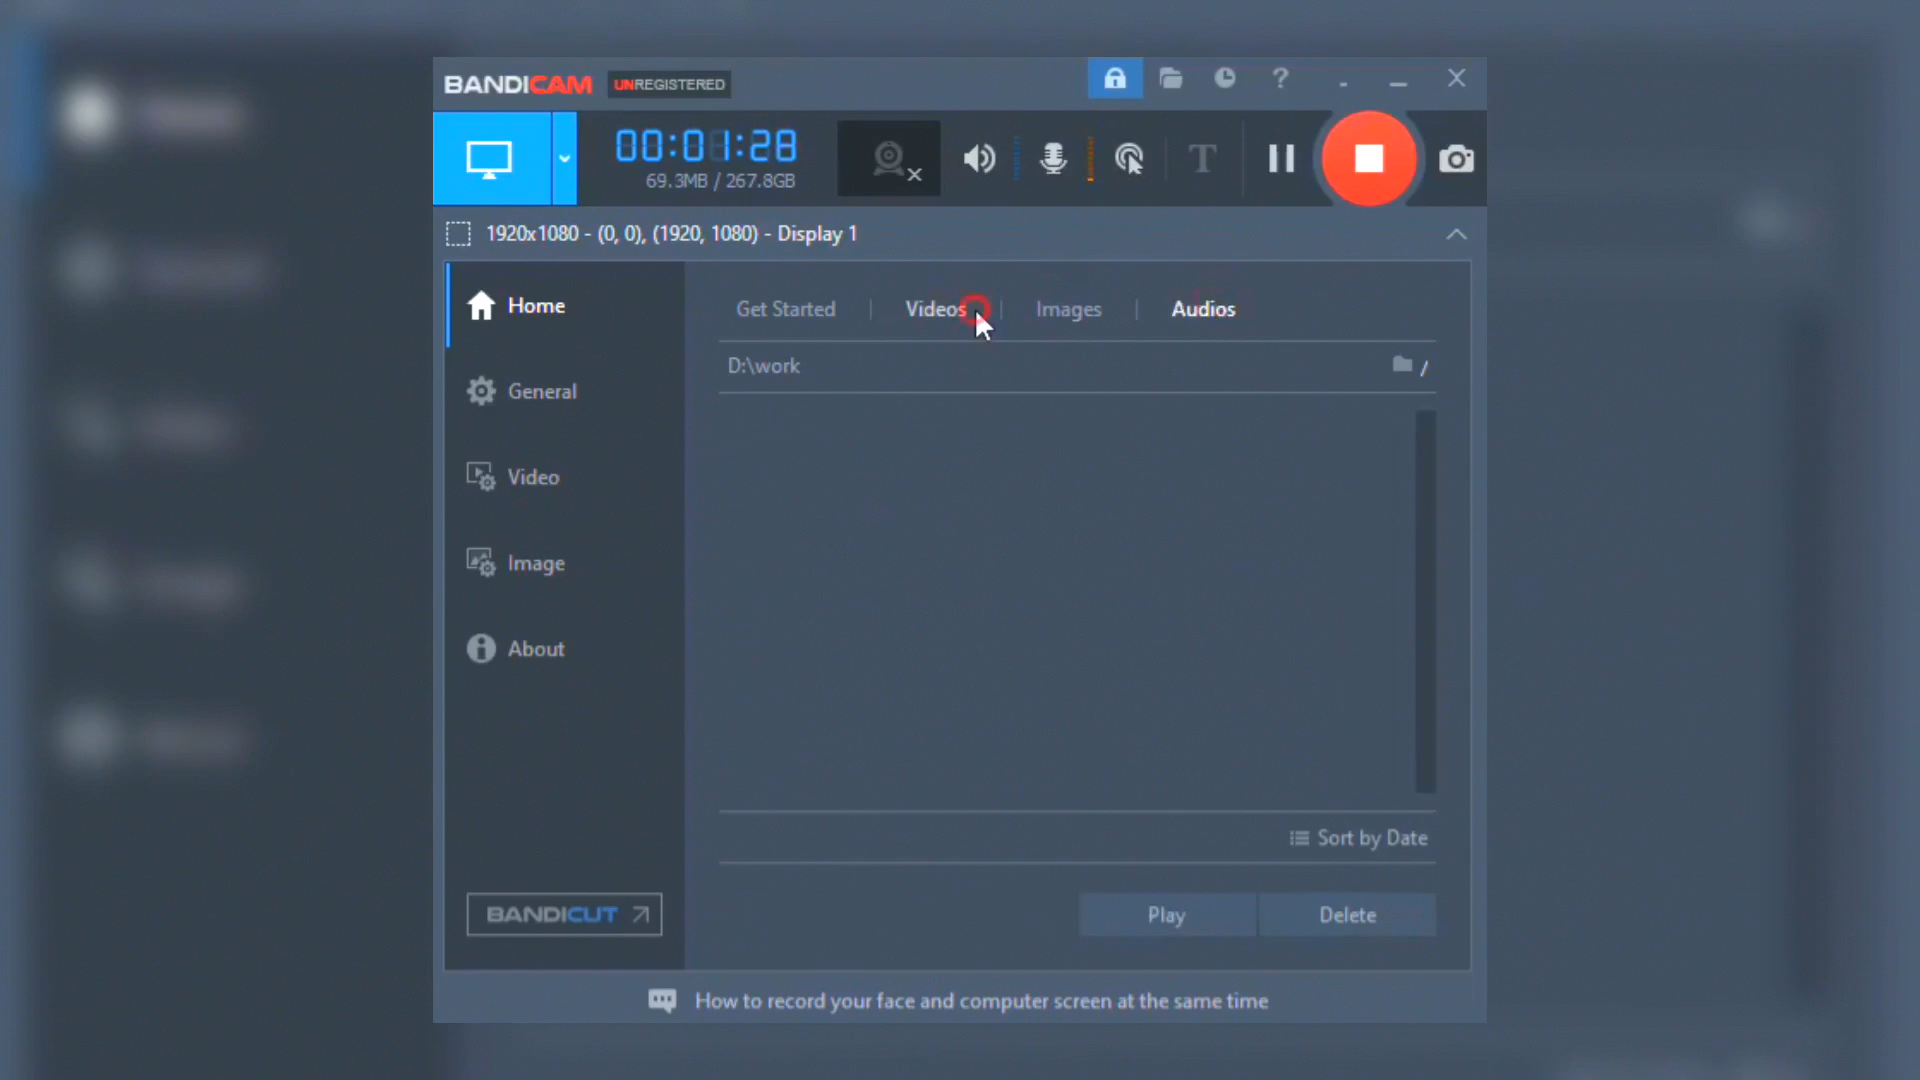 BANDICAM UNREGISTERED
00:01:28
69.3MB / 267.8GB
1920x1080 - (0, 0), (1920, 1080) - Display 1
Home
General
Video
Image
About
BANDICUT
Get Started
Videos
Images
Audios
D:\work
Sort by Date
Play
Delete
How to record your face and computer screen at the same time